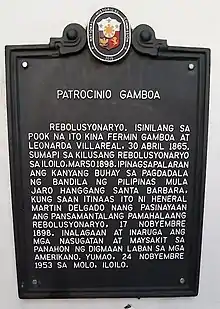 PATROCINIO GAMBOA
REBOLUSYONARYO. ISINILANG SA
POOK NA ITO KINA FERMIN GAMBOA AT
LEONARDA VILLAREAL, 30 ABRIL 1865.
SUMAPI SA KILUSANG REBOLUSYONARYO
SA ILOILO, MARSO 1898. IPINAGSAPALARAN
ANG KANYANG BUHAY SA PAGDADALA
NG BANDILA NG PILIPINAS MULA
JARO HANGGANG SANTA BARBARA,
KUNG SAAN ITINAAS ITO NI HENERAL
MARTIN DELGADO NANG PASINAYAAN
ANG PANSAMANTALANG PAMAHALAANG
REBOLUSYONARYO, 17 NOBYEMBRE
1898. INALAGAAN AT INARUGA ANG
MGA NASUGATAN AT MAYSAKIT SA
PANAHON NG DIGMAAN LABAN SA MGA
AMERIKANO. YUMAO, 24 NOBYEMBRE
1953 SA MOLO, ILOILO.